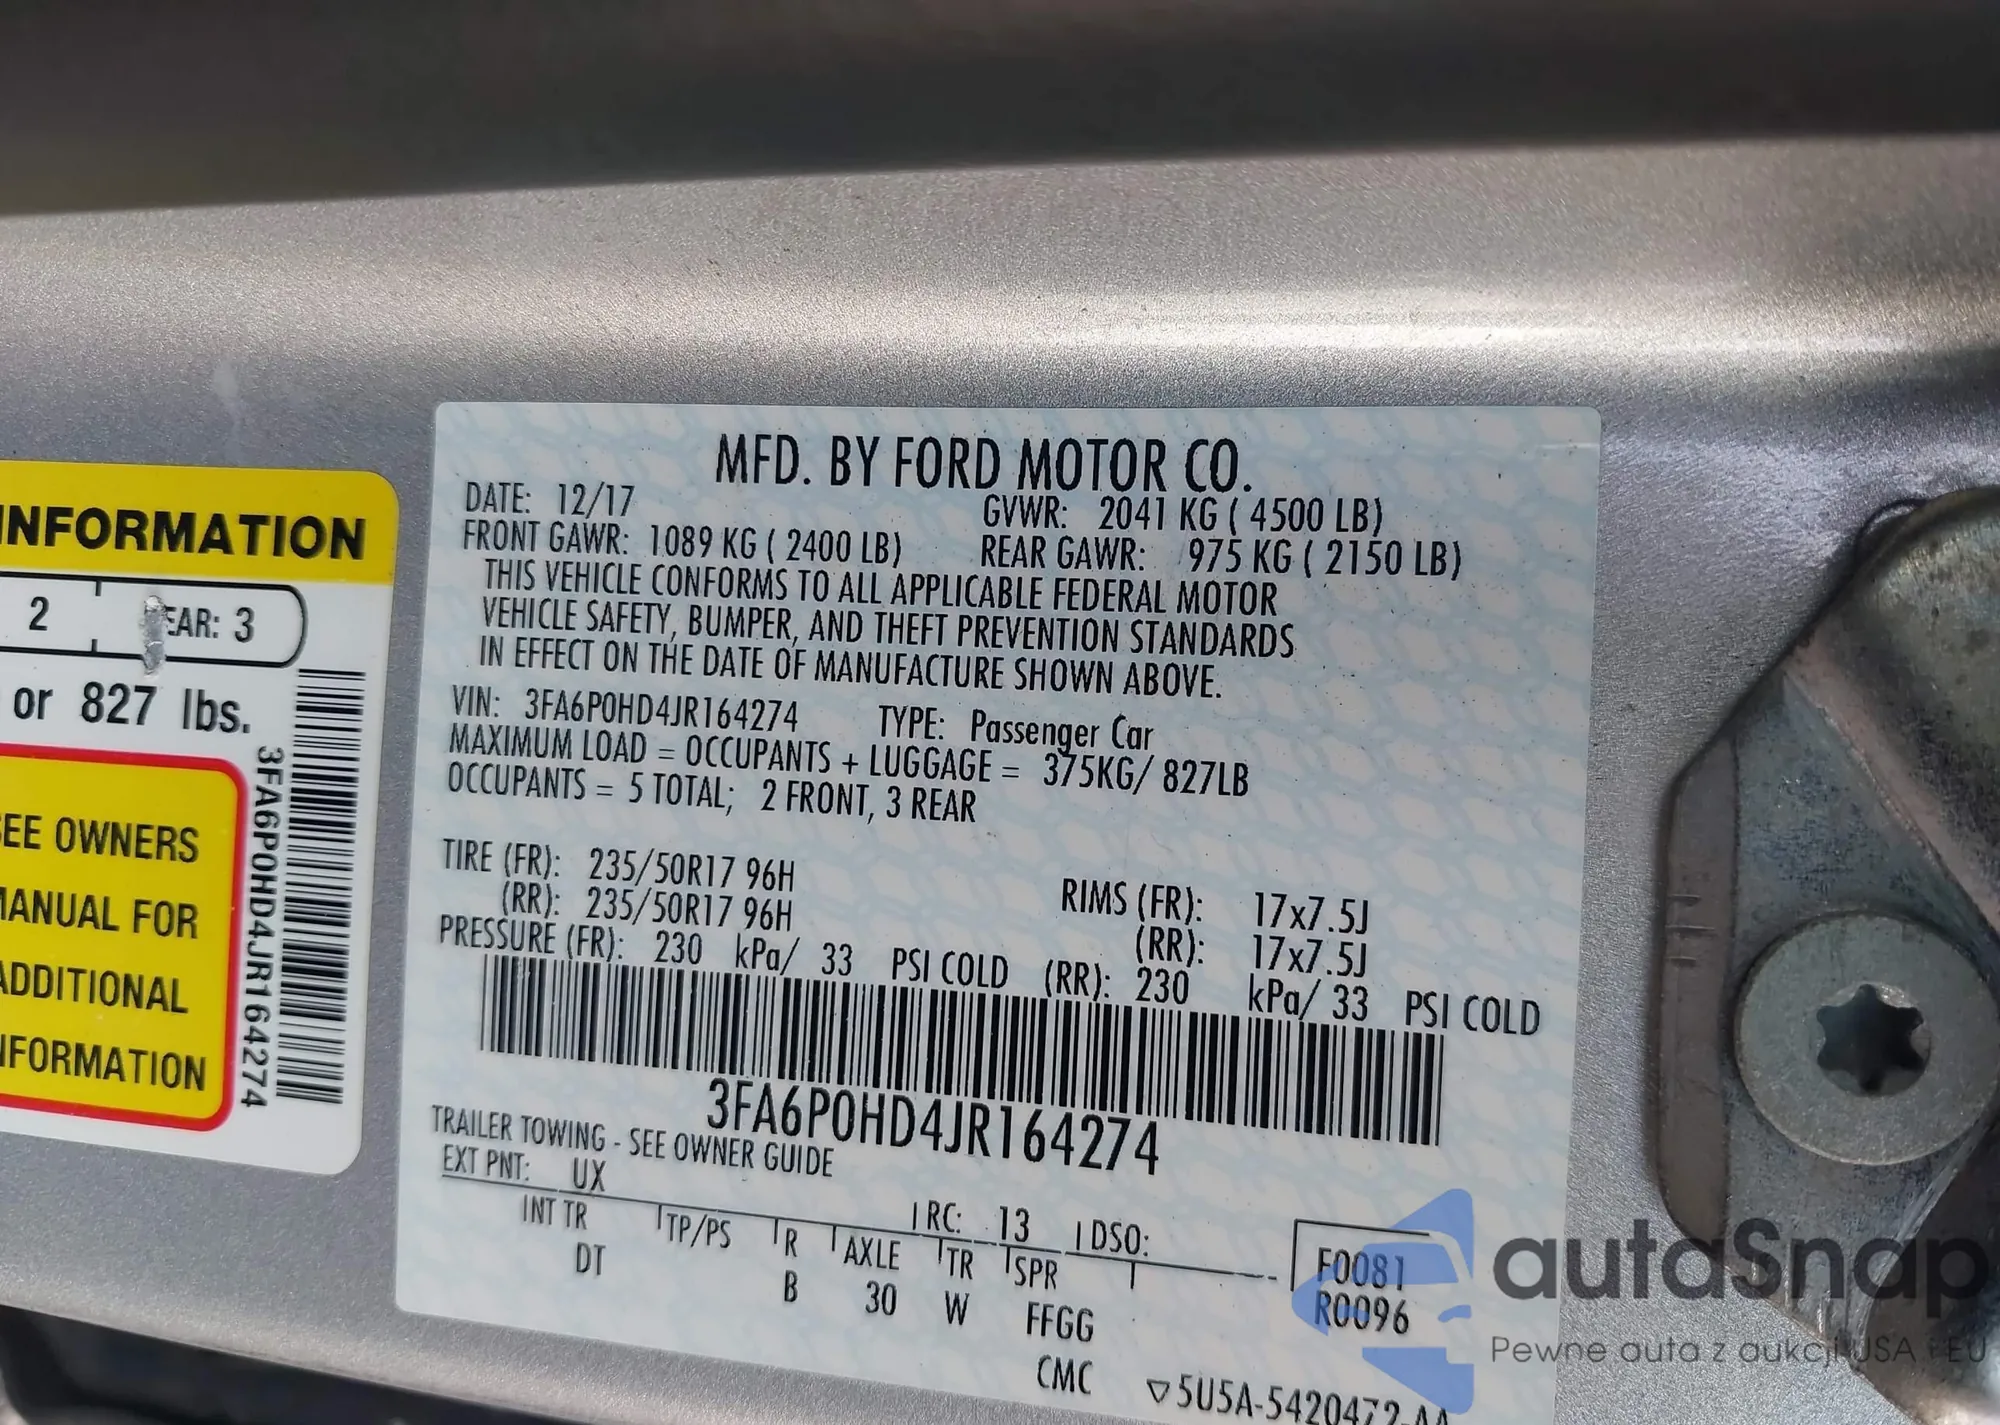 INFORMATION
2 EAR: 3
or 827 lbs.
SEE OWNERS
MANUAL FOR
ADDITIONAL
INFORMATION
3FA6P0HD4JR164274
MFD. BY FORD MOTOR CO.
DATE: 12/17 GVWR: 2041 KG ( 4500 LB)
FRONT GAWR: 1089 KG ( 2400 LB) REAR GAWR: 975 KG ( 2150 LB)
THIS VEHICLE CONFORMS TO ALL APPLICABLE FEDERAL MOTOR
VEHICLE SAFETY, BUMPER, AND THEFT PREVENTION STANDARDS
IN EFFECT ON THE DATE OF MANUFACTURE SHOWN ABOVE.
VIN: 3FA6P0HD4JR164274 TYPE: Passenger Car
MAXIMUM LOAD = OCCUPANTS + LUGGAGE = 375KG/ 827LB
OCCUPANTS = 5 TOTAL; 2 FRONT, 3 REAR
TIRE (FR): 235/50R17 96H RIMS (FR): 17x7.5J
(RR): 235/50R17 96H (RR): 17x7.5J
PRESSURE (FR): 230 kPa/ 33 PSI COLD (RR): 230 kPa/ 33 PSI COLD
3FA6P0HD4JR164274
TRAILER TOWING - SEE OWNER GUIDE
EXT PNT: UX RC: 13 DSO:
INT TR TP/PS R AXLE TR SPR
DT B 30 W FFGG
F0081
R0096
CMC
▽5U5A-5420472-AA
autaSnap
Pewne auta z aukcji USA i EU